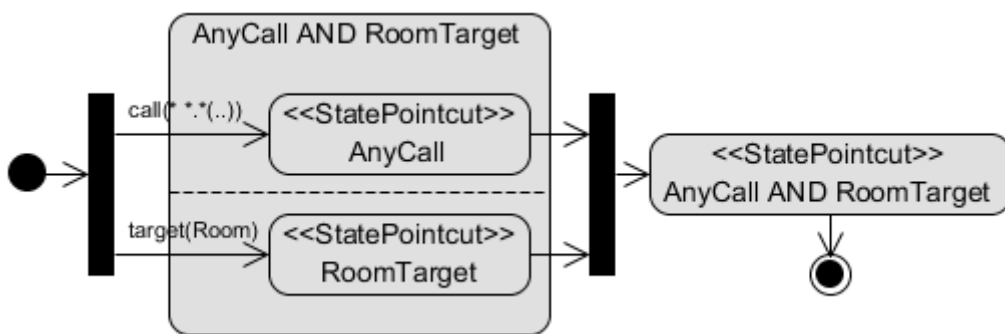 AnyCall AND RoomTarget
call(* *.*(..))
<<StatePointcut>>
AnyCall
<<StatePointcut>>
AnyCall AND RoomTarget
target(Room)
<<StatePointcut>>
RoomTarget